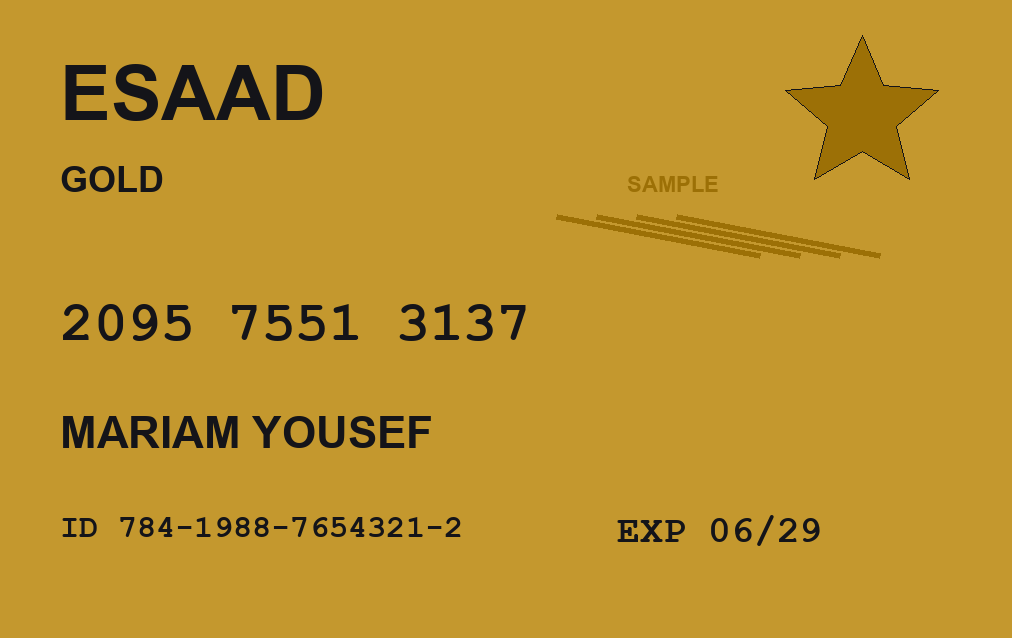 ESAAD
GOLD
SAMPLE
2095 7551 3137
MARIAM YOUSEF
ID 784-1988-7654321-2
EXP 06/29